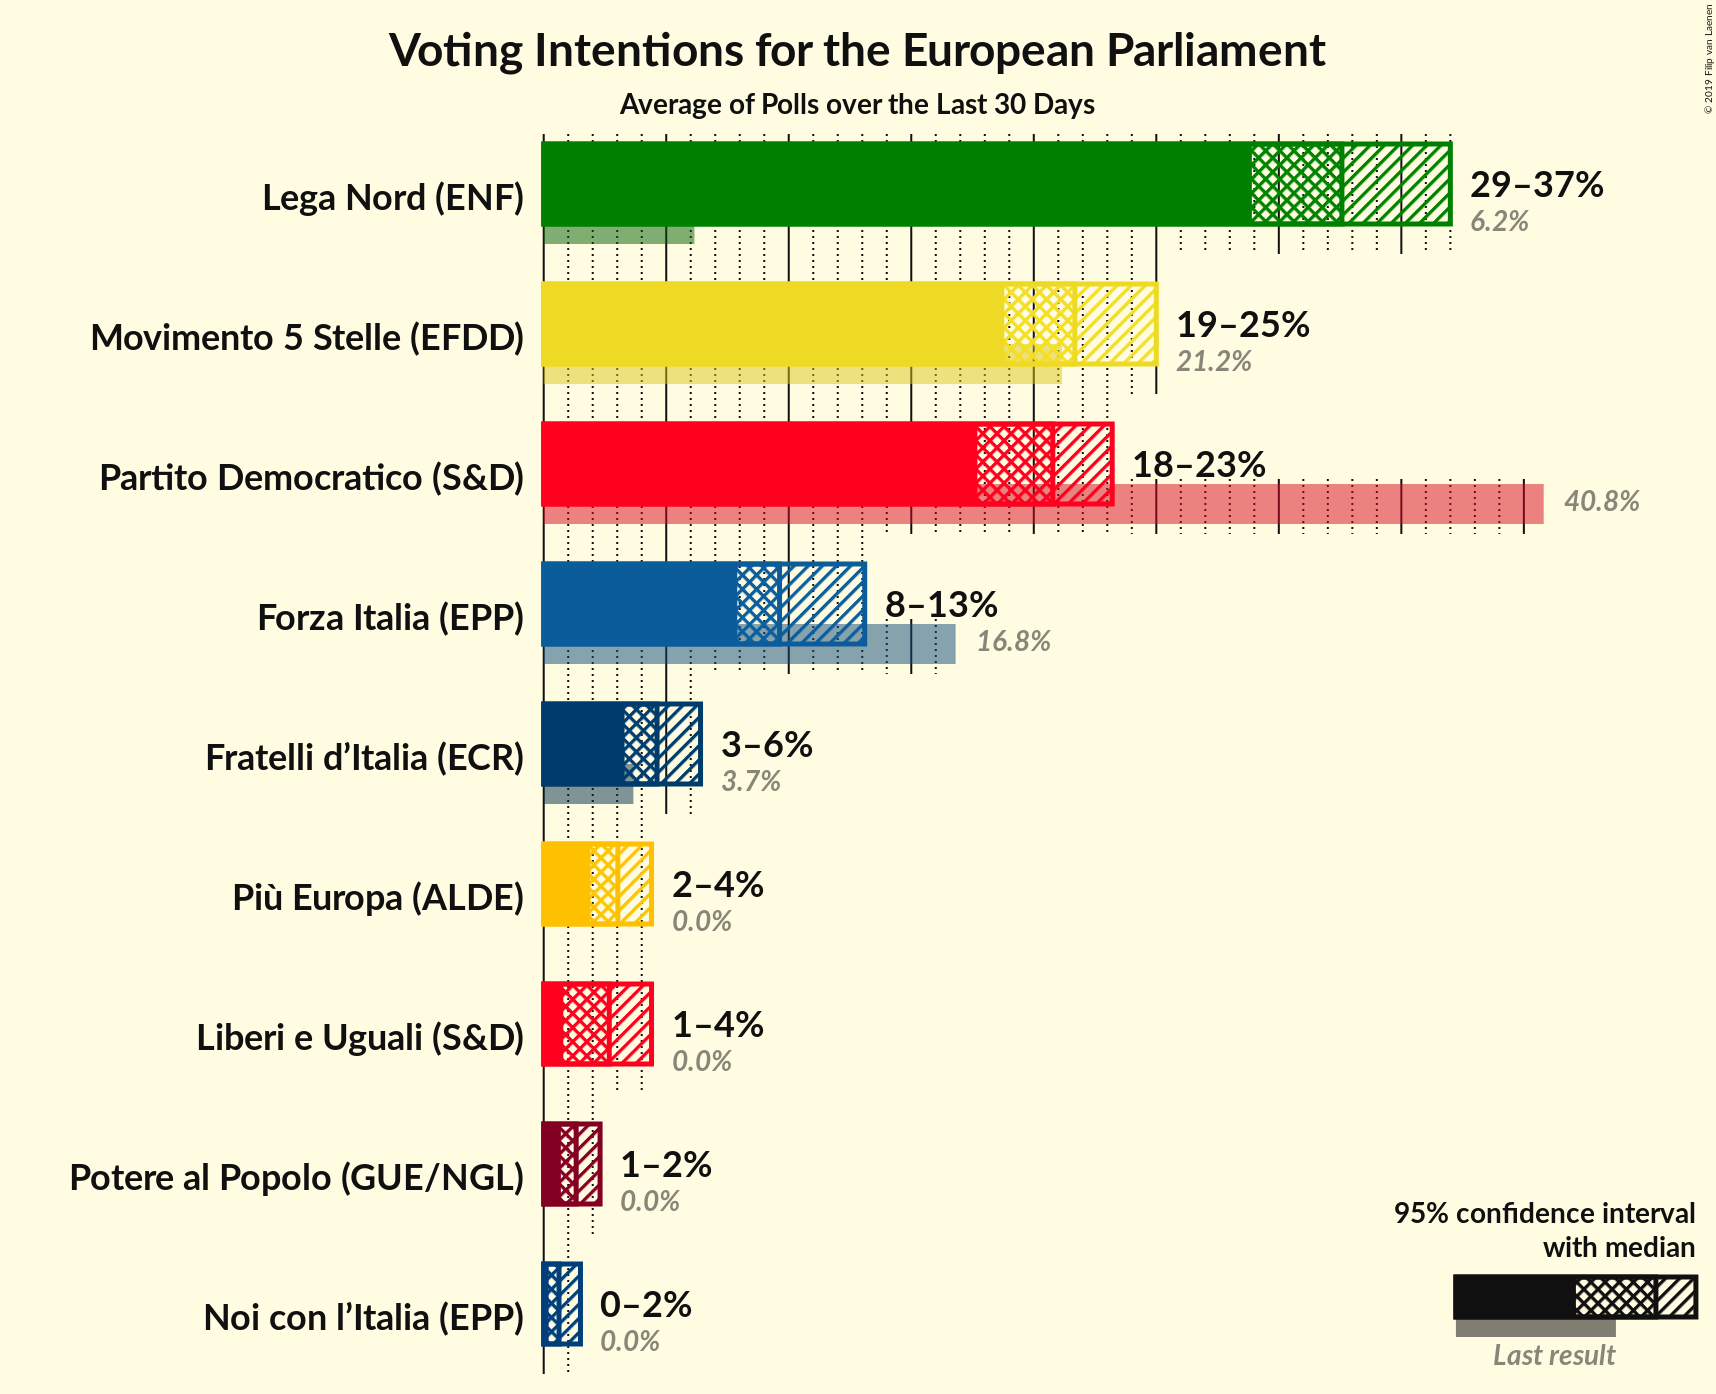 Voting Intentions for the European Parliament
Average of Polls over the Last 30 Days
© 2019 Filip van Laenen
Lega Nord (ENF)
29–37%
6.2%
Movimento 5 Stelle (EFDD)
19–25%
21.2%
Partito Democratico (S&D)
18–23%
40.8%
Forza Italia (EPP)
8–13%
16.8%
Fratelli d’Italia (ECR)
3–6%
3.7%
Più Europa (ALDE)
2–4%
0.0%
Liberi e Uguali (S&D)
1–4%
0.0%
Potere al Popolo (GUE/NGL)
1–2%
0.0%
Noi con l’Italia (EPP)
0–2%
0.0%
95% confidence interval
with median
Last result